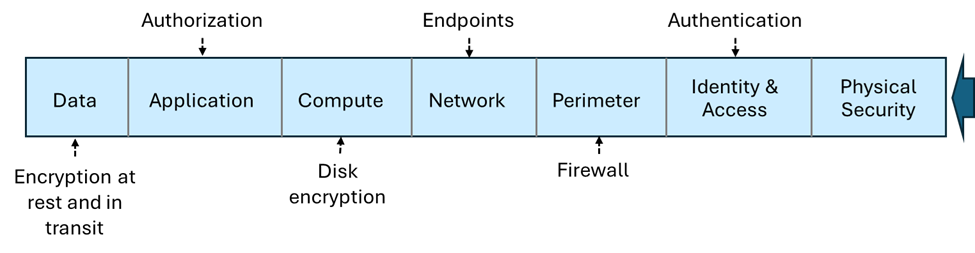 Authorization
Endpoints
Authentication
Data
Application
Compute
Network
Perimeter
Identity &
Access
Physical
Security
Encryption at
rest and in
transit
Disk
encryption
Firewall